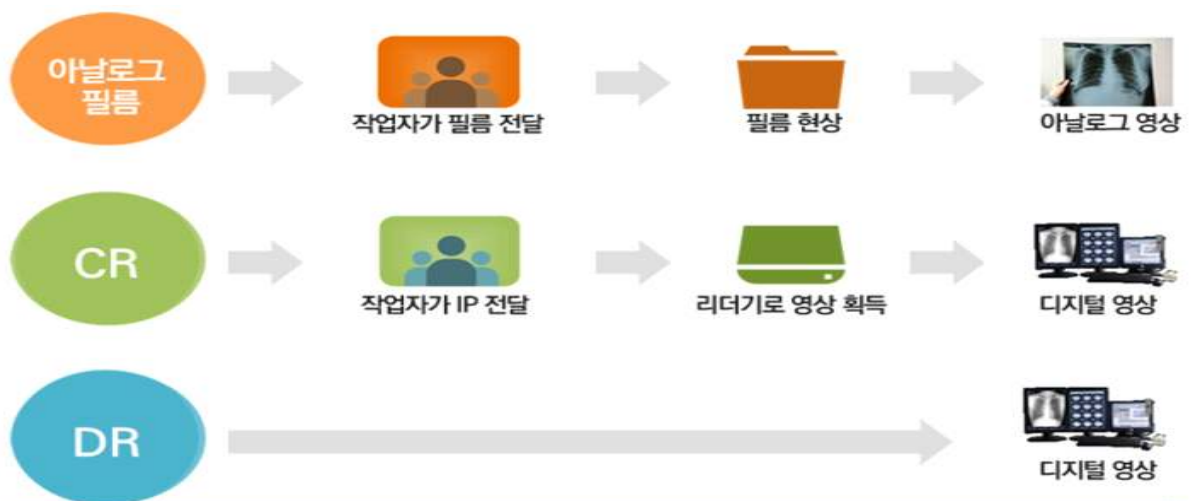 아날로그
필름
작업자가 필름 전달
필름 현상
아날로그 영상
CR
작업자가 IP 전달
리더기로 영상 획득
디지털 영상
DR
디지털 영상